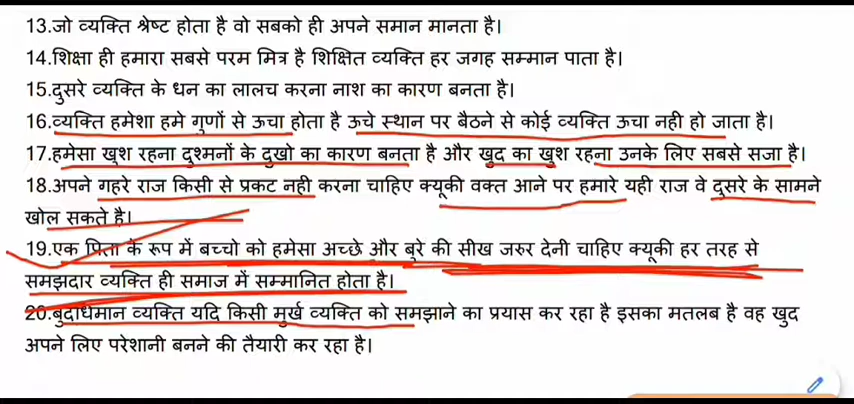 13.जो व्यक्ति श्रेष्ट होता है वो सबको ही अपने समान मानता है।
14.शिक्षा ही हमारा सबसे परम मित्र है शिक्षित व्यक्ति हर जगह सम्मान पाता है।
15.दुसरे व्यक्ति के धन का लालच करना नाश का कारण बनता है।
16.व्यक्ति हमेशा हमे गुणों से ऊचा होता है ऊचे स्थान पर बैठने से कोई व्यक्ति ऊचा नही हो जाता है।
17.हमेसा खुश रहना दुश्मनों के दुखो का कारण बनता है और खुद का खुश रहना उनके लिए सबसे सजा है।
18.अपने गहरे राज किसी से प्रकट नही करना चाहिए क्यूकी वक्त आने पर हमारे यही राज वे दुसरे के सामने
खोल सकते है।
19.एक पिता के रूप में बच्चो को हमेसा अच्छे और बुरे की सीख जरुर देनी चाहिए क्यूकी हर तरह से
समझदार व्यक्ति ही समाज में सम्मानित होता है।
20.बुदाधिमान व्यक्ति यदि किसी मुर्ख व्यक्ति को समझाने का प्रयास कर रहा है इसका मतलब है वह खुद
अपने लिए परेशानी बनने की तैयारी कर रहा है।